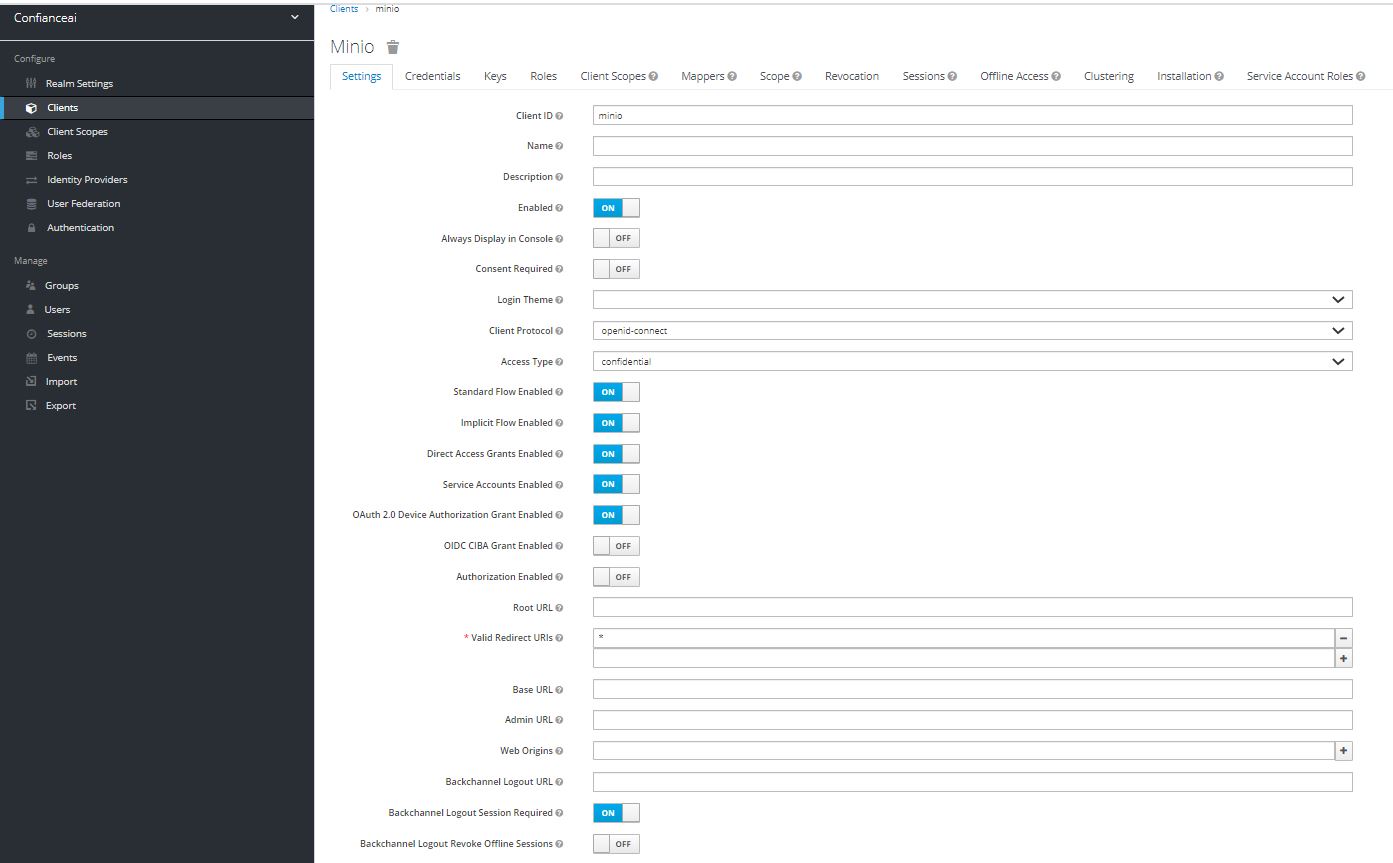 Confianceai
Configure
Realm Settings
Clients
Client Scopes
Roles
Identity Providers
User Federation
Authentication
Manage
Groups
Users
Sessions
Events
Import
Export
Clients > minio
Minio
Settings Credentials Keys Roles Client Scopes Mappers Scope Revocation Sessions Offline Access Clustering Installation Service Account Roles
Client ID minio
Name
Description
Enabled ON
Always Display in Console OFF
Consent Required OFF
Login Theme
Client Protocol openid-connect
Access Type confidential
Standard Flow Enabled ON
Implicit Flow Enabled ON
Direct Access Grants Enabled ON
Service Accounts Enabled ON
OAuth 2.0 Device Authorization Grant Enabled ON
OIDC CIBA Grant Enabled OFF
Authorization Enabled OFF
Root URL
* Valid Redirect URIs *
Base URL
Admin URL
Web Origins
Backchannel Logout URL
Backchannel Logout Session Required ON
Backchannel Logout Revoke Offline Sessions OFF